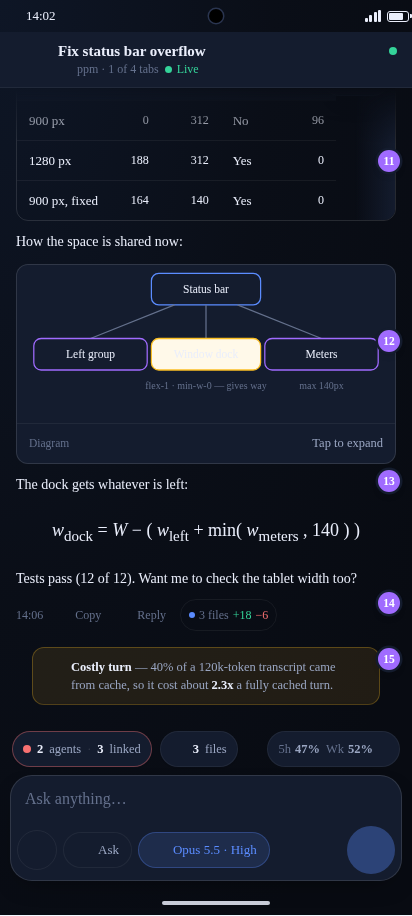 14:02
Fix status bar overflow
ppm · 1 of 4 tabs Live
900 px 0 312 No 96
1280 px 188 312 Yes 0
11
900 px, fixed 164 140 Yes 0
How the space is shared now:
Status bar
Left group Window dock Meters
12
flex-1 · min-w-0 — gives way max 140px
Diagram Tap to expand
The dock gets whatever is left:
13
w_dock = W − ( w_left + min( w_meters , 140 ) )
Tests pass (12 of 12). Want me to check the tablet width too?
14
14:06 Copy Reply 3 files +18 −6
15
Costly turn — 40% of a 120k-token transcript came
from cache, so it cost about 2.3x a fully cached turn.
2 agents · 3 linked 3 files 5h 47% Wk 52%
Ask anything…
Ask Opus 5.5 · High